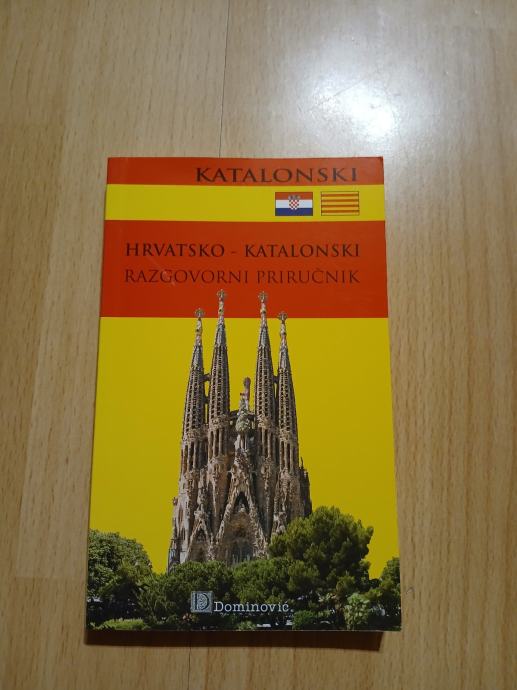 KATALONSKI
HRVATSKO - KATALONSKI
RAZGOVORNI PRIRUČNIK
Dominović